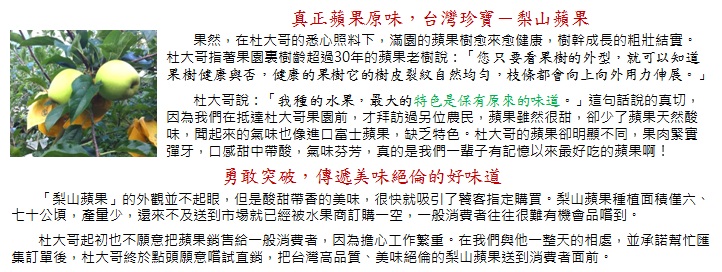 真正蘋果原味，台灣珍寶－梨山蘋果
果然，在杜大哥的悉心照料下，滿園的蘋果樹愈來愈健康，樹幹成長的粗壯結實。
杜大哥指著果園裏樹齡超過30年的蘋果老樹說：「您只要看果樹的外型，就可以知道
果樹健康與否，健康的果樹它的樹皮裂紋自然均勻，枝條都會向上向外用力伸展。」
杜大哥說：「我種的水果，最大的特色是保有原來的味道。」這句話說的真切，
因為我們在抵達杜大哥果園前，才拜訪過另位農民，蘋果雖然很甜，卻少了蘋果天然酸
味，聞起來的氣味也像進口富士蘋果，缺乏特色。杜大哥的蘋果卻明顯不同，果肉緊實
彈牙，口感甜中帶酸，氣味芬芳，真的是我們一輩子有記憶以來最好吃的蘋果啊！
勇敢突破，傳遞美味絕倫的好味道
「梨山蘋果」的外觀並不起眼，但是酸甜帶香的美味，很快就吸引了饕客指定購買。梨山蘋果種植面積僅六、
七十公頃，產量少，還來不及送到市場就已經被水果商訂購一空，一般消費者往往很難有機會品嚐到。
杜大哥起初也不願意把蘋果銷售給一般消費者，因為擔心工作繁重。在我們與他一整天的相處，並承諾幫忙匯
集訂單後，杜大哥終於點頭願意嚐試直銷，把台灣高品質、美味絕倫的梨山蘋果送到消費者面前。